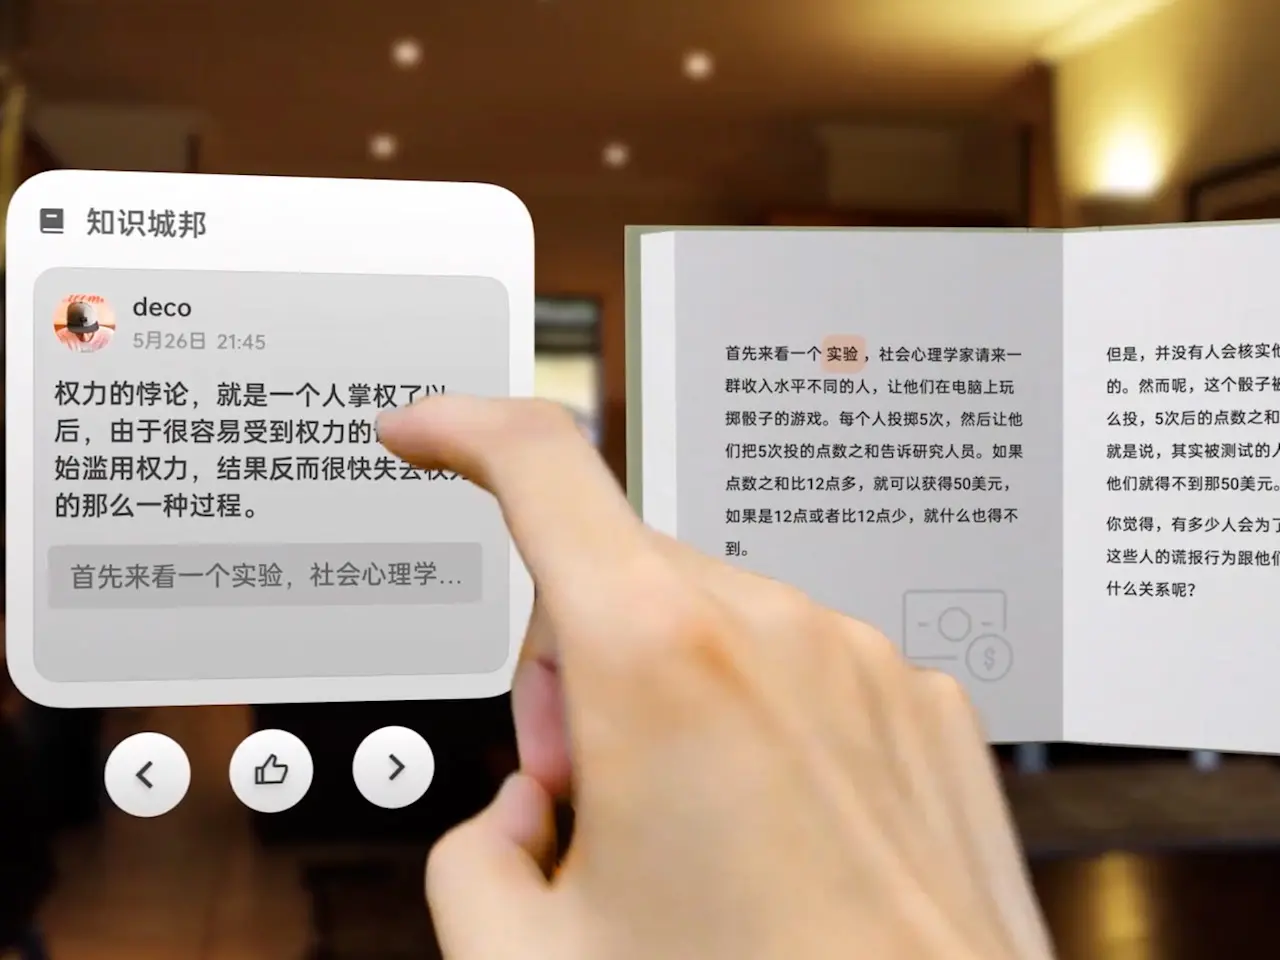 知识城邦
deco
5月26日 21:45
权力的悖论，就是一个人掌权了以
后，由于很容易受到权力的
始滥用权力，结果反而很快失去权力
的那么一种过程。
首先来看一个实验，社会心理学...
首先来看一个实验，社会心理学家请来一
群收入水平不同的人，让他们在电脑上玩
掷骰子的游戏。每个人投掷5次，然后让他
们把5次投的点数之和告诉研究人员。如果
点数之和比12点多，就可以获得50美元，
如果是12点或者比12点少，就什么也得不
到。
$
但是，并没有人会核实他
的。然而呢，这个骰子被
么投，5次后的点数之和
就是说，其实被测试的人
他们就得不到那50美元。
你觉得，有多少人会为了
这些人的谎报行为跟他们
什么关系呢？